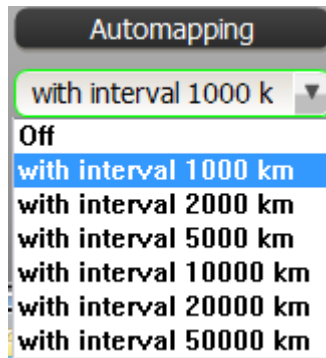 Automapping
with interval 1000 k
Off
with interval 1000 km
with interval 2000 km
with interval 5000 km
with interval 10000 km
with interval 20000 km
with interval 50000 km